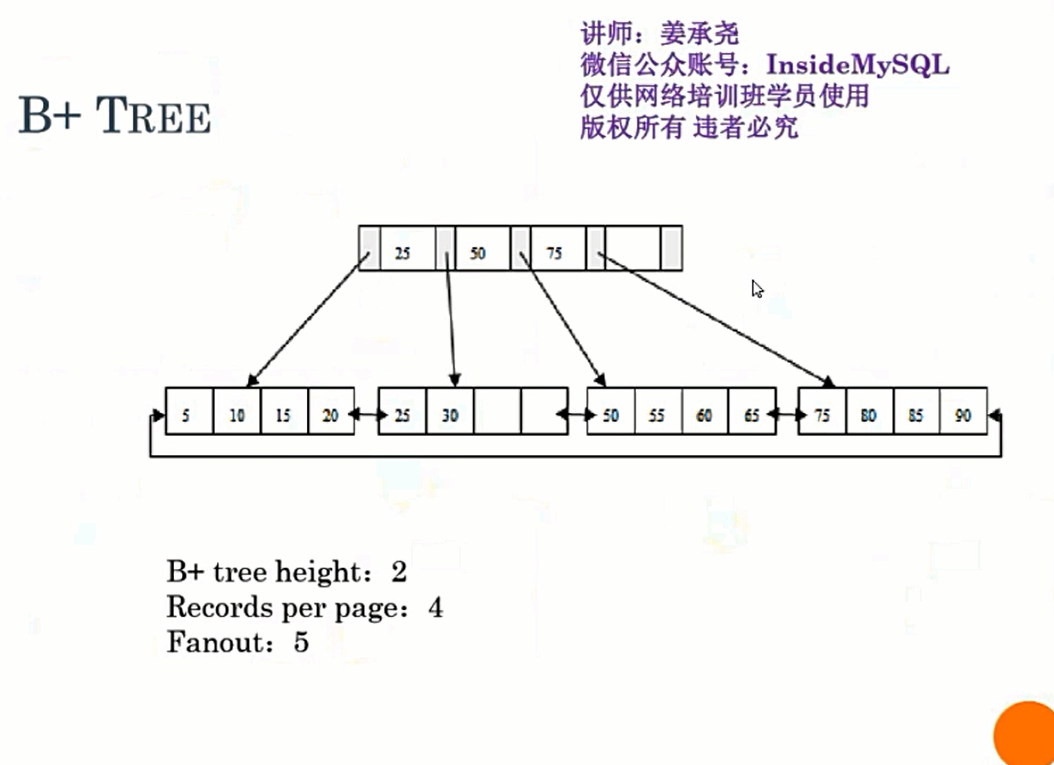 讲师：姜承尧
微信公众账号：InsideMySQL
仅供网络培训班学员使用
版权所有 违者必究
B+ TREE
25 50 75
5 10 15 20 25 30 50 55 60 65 75 80 85 90
B+ tree height：2
Records per page：4
Fanout：5